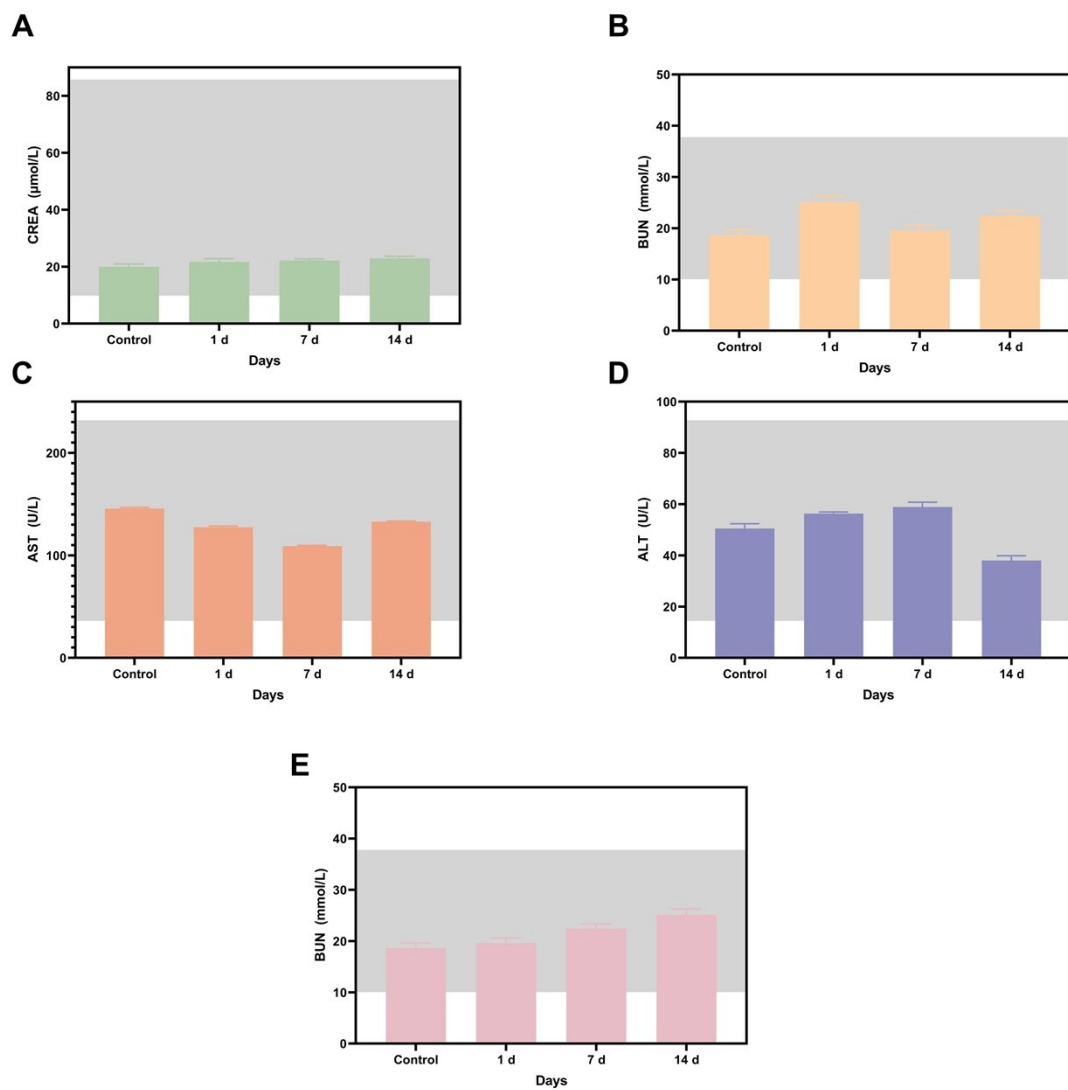 A
CREA (μmol/L)
80
60
40
20
0
Control 1 d 7 d 14 d
Days
B
BUN (mmol/L)
50
40
30
20
10
0
Control 1 d 7 d 14 d
Days
C
AST (U/L)
200
100
0
Control 1 d 7 d 14 d
Days
D
ALT (U/L)
100
80
60
40
20
0
Control 1 d 7 d 14 d
Days
E
BUN (mmol/L)
50
40
30
20
10
0
Control 1 d 7 d 14 d
Days